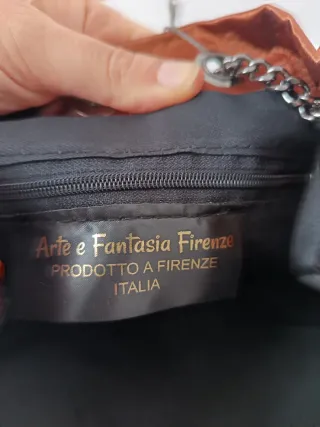 Arte e Fantasia Firenze
PRODOTTO A FIRENZE
ITALIA